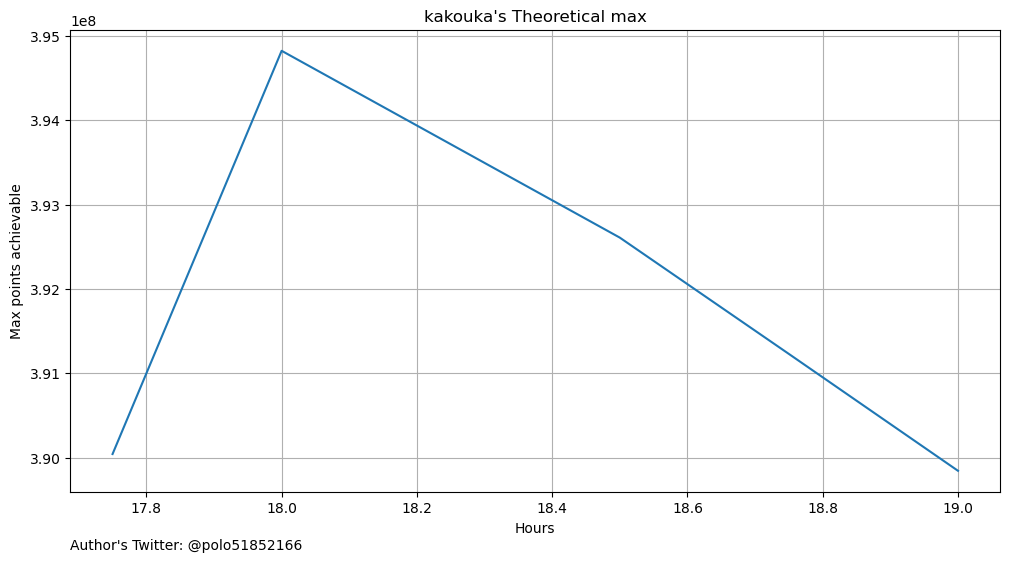 kakouka's Theoretical max
1e8
3.95
3.94
3.93
3.92
3.91
3.90
Max points achievable
17.8 18.0 18.2 18.4 18.6 18.8 19.0
Hours
Author's Twitter: @polo51852166